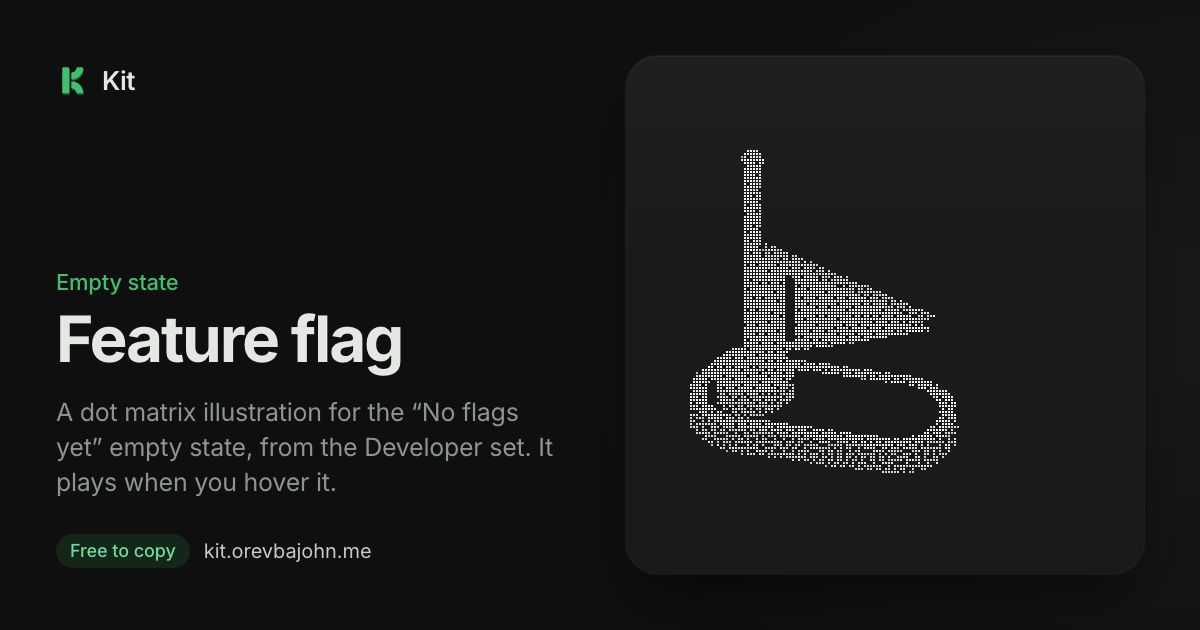 Kit
Empty state
Feature flag
A dot matrix illustration for the “No flags
yet” empty state, from the Developer set. It
plays when you hover it.
Free to copy
kit.orevbajohn.me